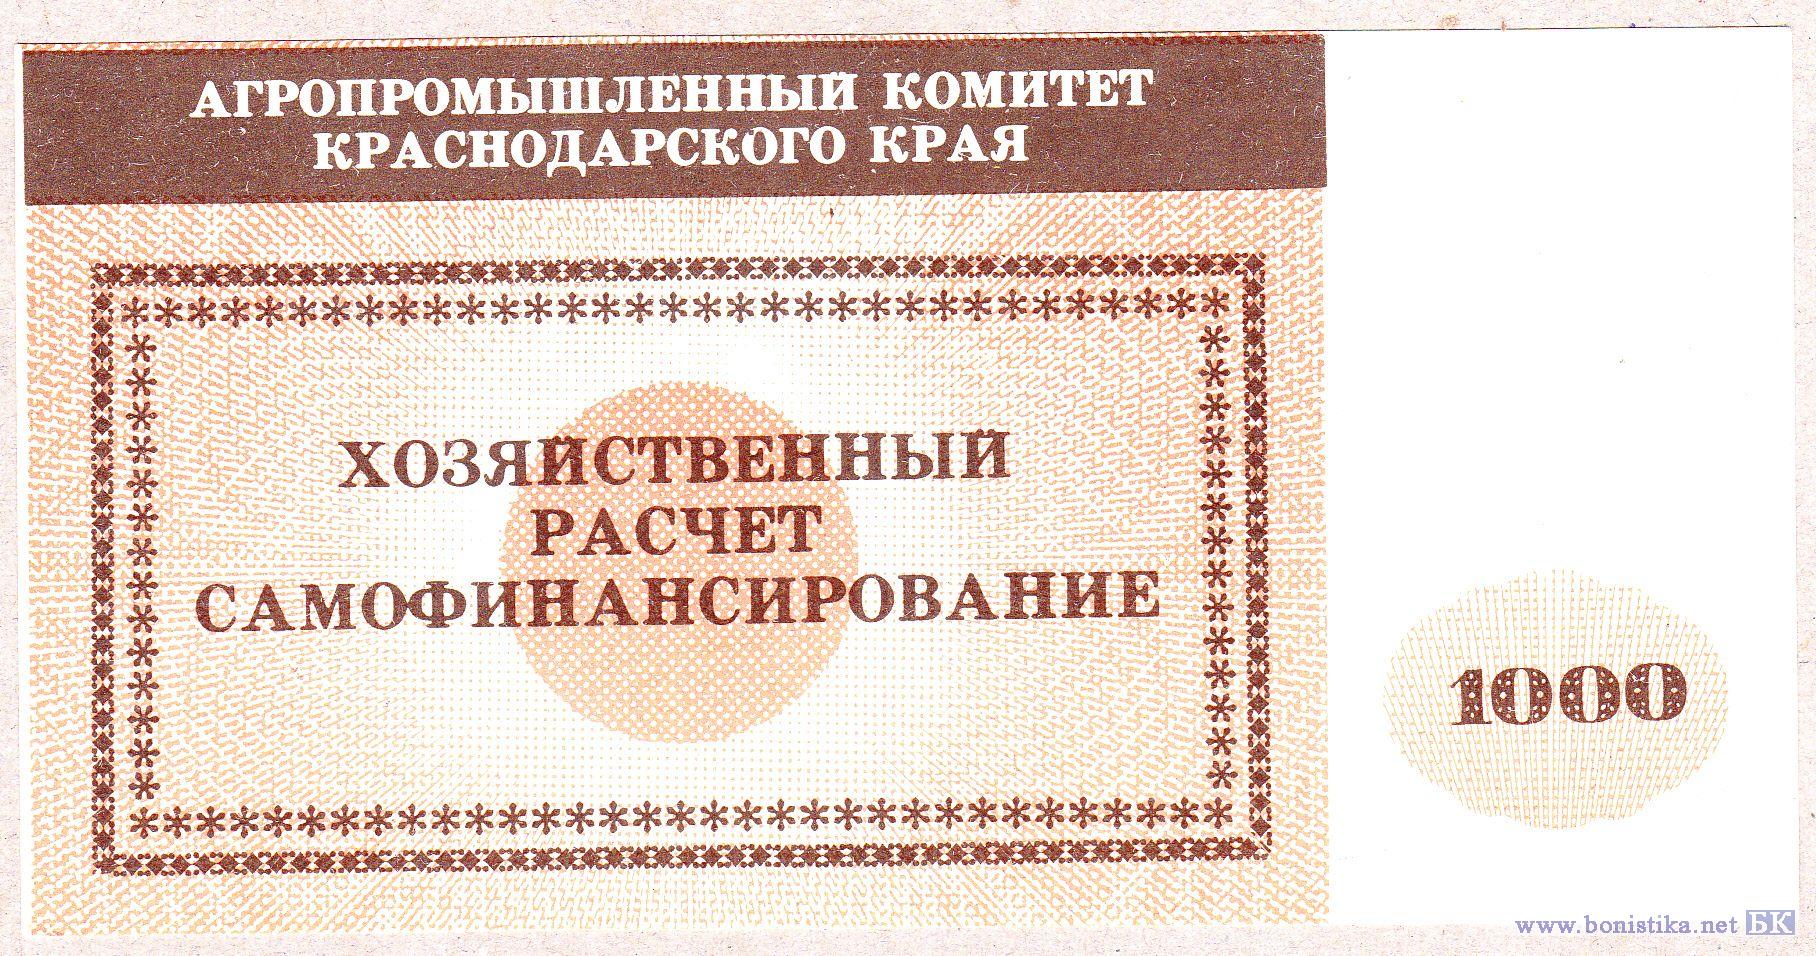 АГРОПРОМЫШЛЕННЫЙ КОМИТЕТ
КРАСНОДАРСКОГО КРАЯ
ХОЗЯЙСТВЕННЫЙ
РАСЧЕТ
САМОФИНАНСИРОВАНИЕ
1000
www.bonistika.net БК